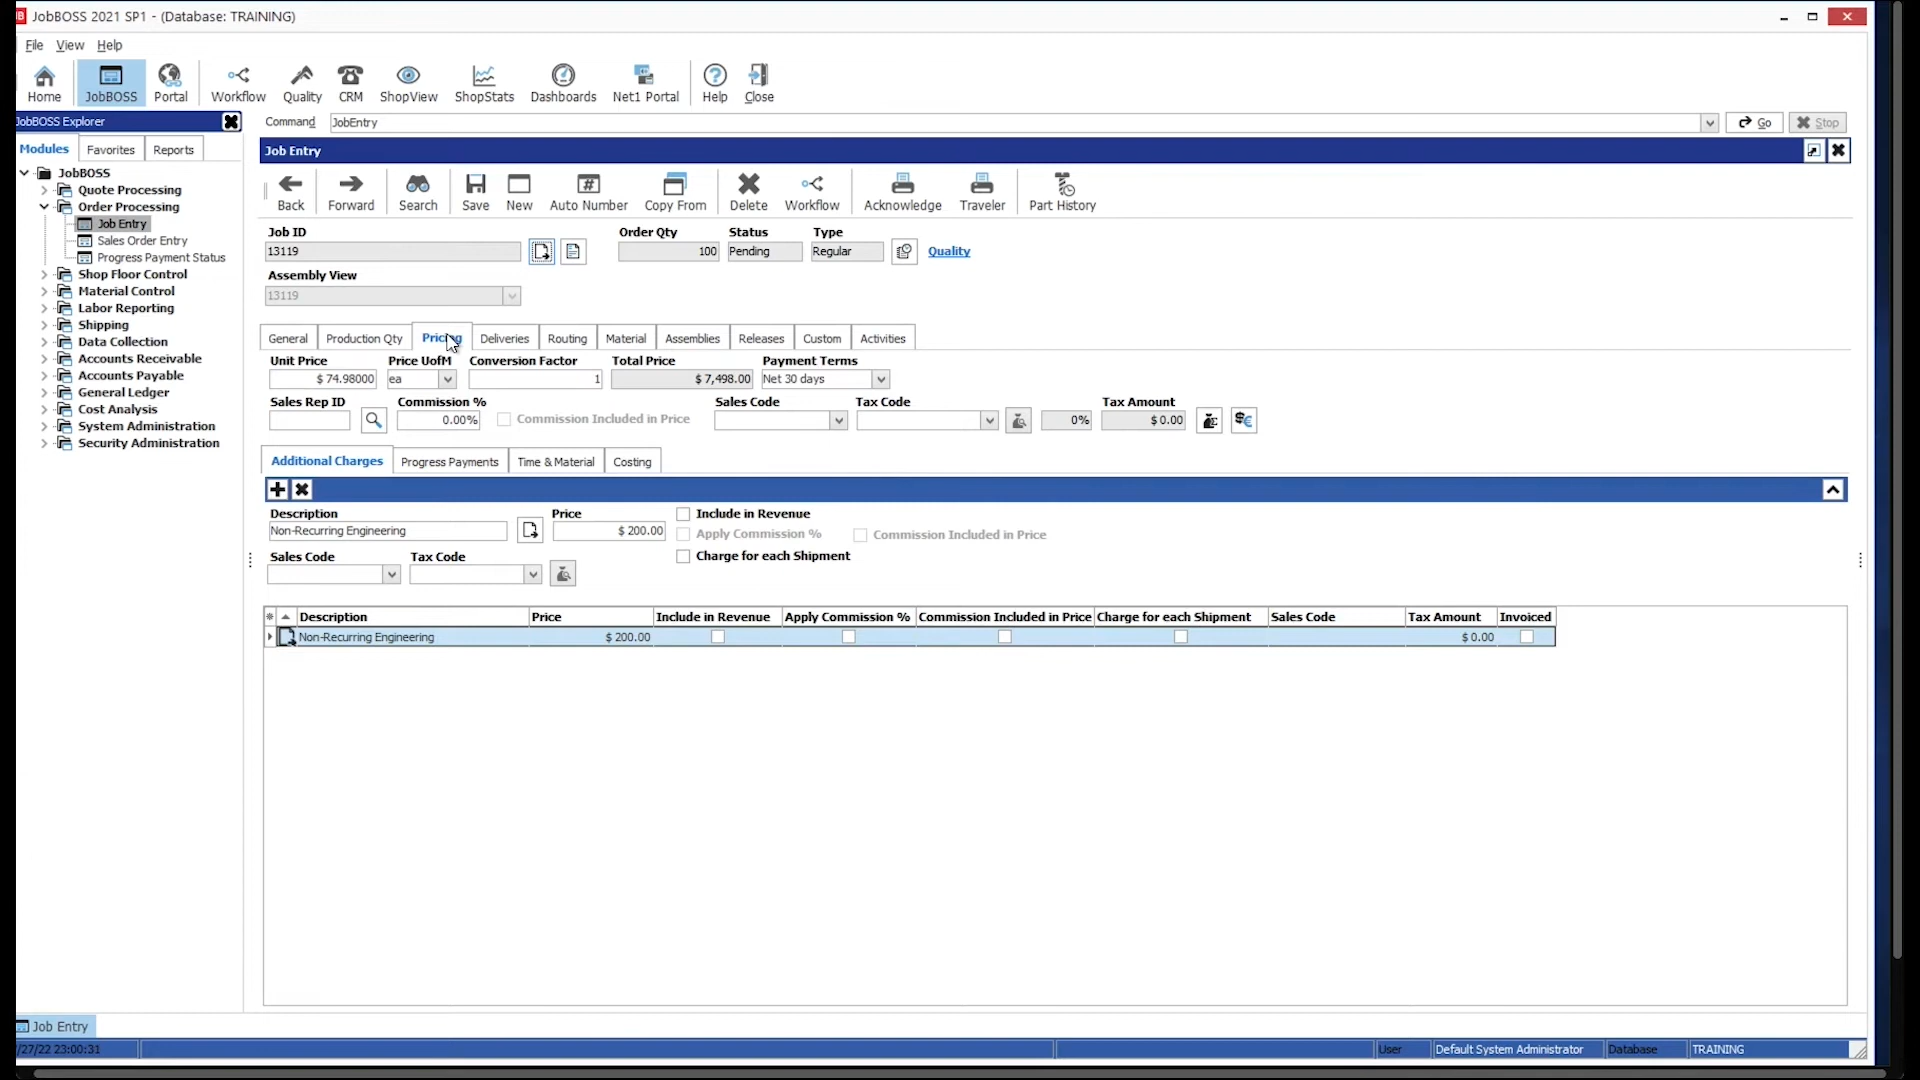 JobBOSS 2021 SP1 - (Database: TRAINING)
File View Help
Home JobBOSS Portal Workflow Quality CRM ShopView ShopStats Dashboards Net1 Portal Help Close
JobBOSS Explorer
Command JobEntry Go Stop
Modules Favorites Reports
Job Entry
JobBOSS
Quote Processing
Order Processing
Job Entry
Sales Order Entry
Progress Payment Status
Shop Floor Control
Material Control
Labor Reporting
Shipping
Data Collection
Accounts Receivable
Accounts Payable
General Ledger
Cost Analysis
System Administration
Security Administration
Back Forward Search Save New Auto Number Copy From Delete Workflow Acknowledge Traveler Part History
Job ID Order Qty Status Type
13119 100 Pending Regular Quality
Assembly View
13119
General Production Qty Pricing Deliveries Routing Material Assemblies Releases Custom Activities
Unit Price Price UofM Conversion Factor Total Price Payment Terms
$ 74.98000 ea 1 $ 7,498.00 Net 30 days
Sales Rep ID Commission % Sales Code Tax Code Tax Amount
0.00% Commission Included in Price 0% $ 0.00
Additional Charges Progress Payments Time & Material Costing
Description Price Include in Revenue
Non-Recurring Engineering $ 200.00 Apply Commission % Commission Included in Price
Sales Code Tax Code Charge for each Shipment
Description Price Include in Revenue Apply Commission % Commission Included in Price Charge for each Shipment Sales Code Tax Amount Invoiced
Non-Recurring Engineering $ 200.00 $ 0.00
Job Entry
/27/22 23:00:31 User Default System Administrator Database TRAINING